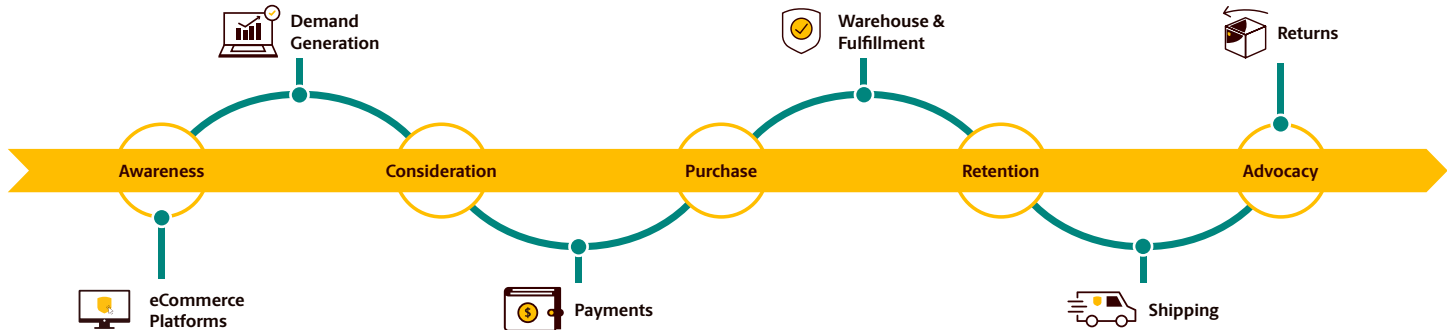 Demand
Generation
Warehouse &
Fulfillment
Returns
Awareness
Consideration
Purchase
Retention
Advocacy
eCommerce
Platforms
$
Payments
Shipping